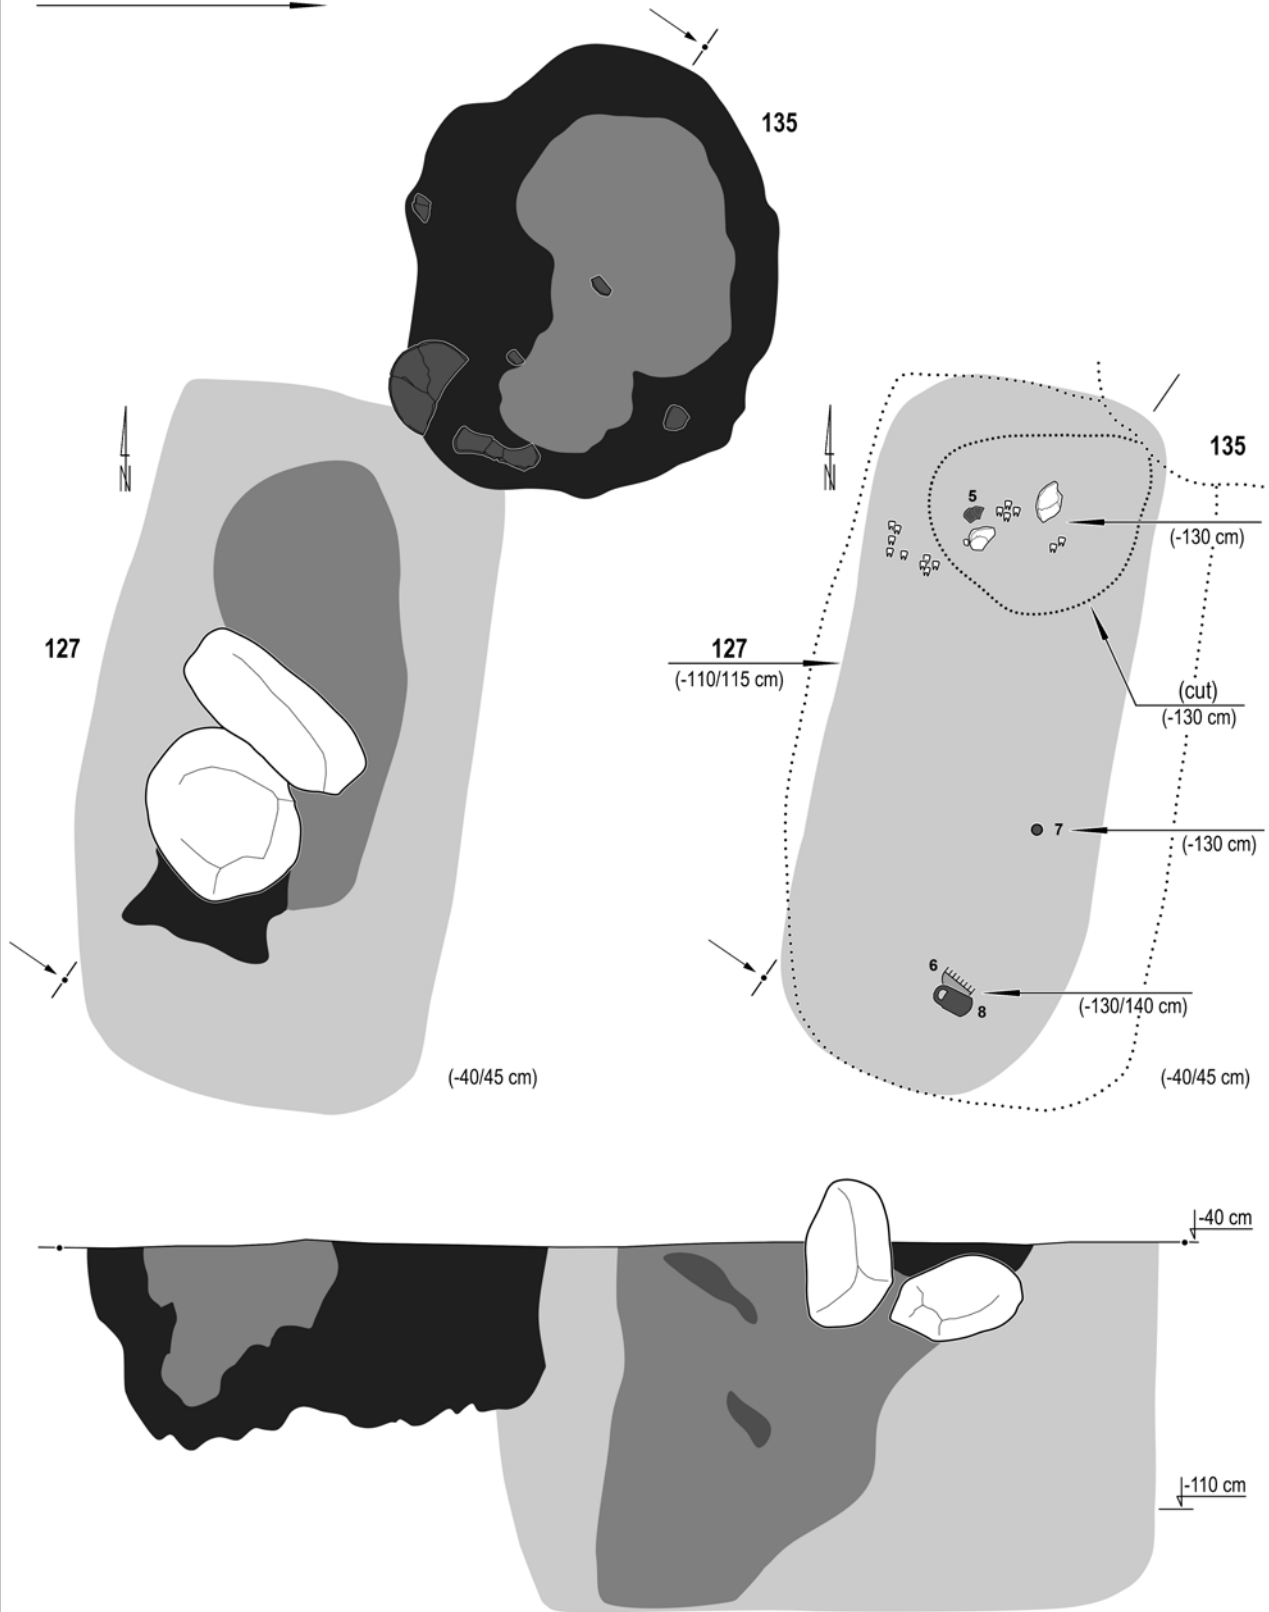 135
N
N
135
5
(-130 cm)
127
127
(-110/115 cm)
(cut)
(-130 cm)
7
(-130 cm)
6
8
(-130/140 cm)
(-40/45 cm)
(-40/45 cm)
-40 cm
-110 cm